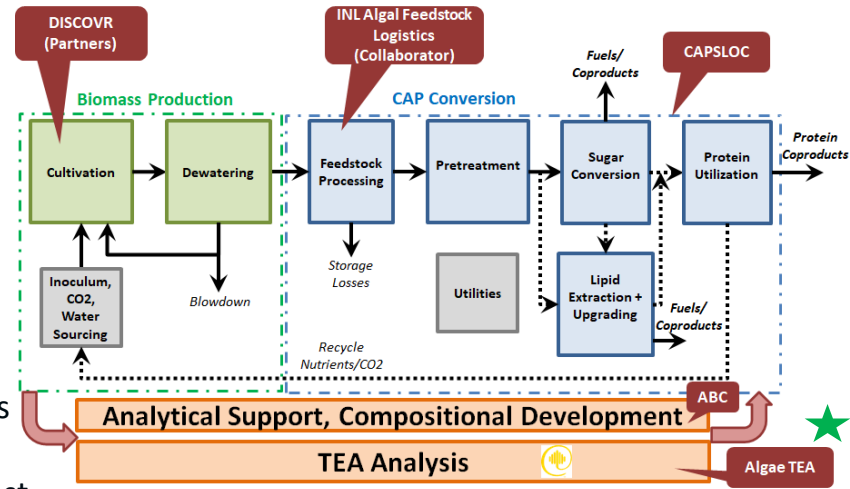 DISCOVR
(Partners)
INL Algal Feedstock
Logistics
(Collaborator)
Fuels/
Coproducts
CAPSLOC
Biomass Production
CAP Conversion
Cultivation
Dewatering
Feedstock
Processing
Pretreatment
Sugar
Conversion
Protein
Utilization
Protein
Coproducts
Inoculum,
CO2,
Water
Sourcing
Blowdown
Storage
Losses
Utilities
Lipid
Extraction +
Upgrading
Fuels/
Coproducts
Recycle
Nutrients/CO2
s
Analytical Support, Compositional Development
ABC
TEA Analysis
Algae TEA